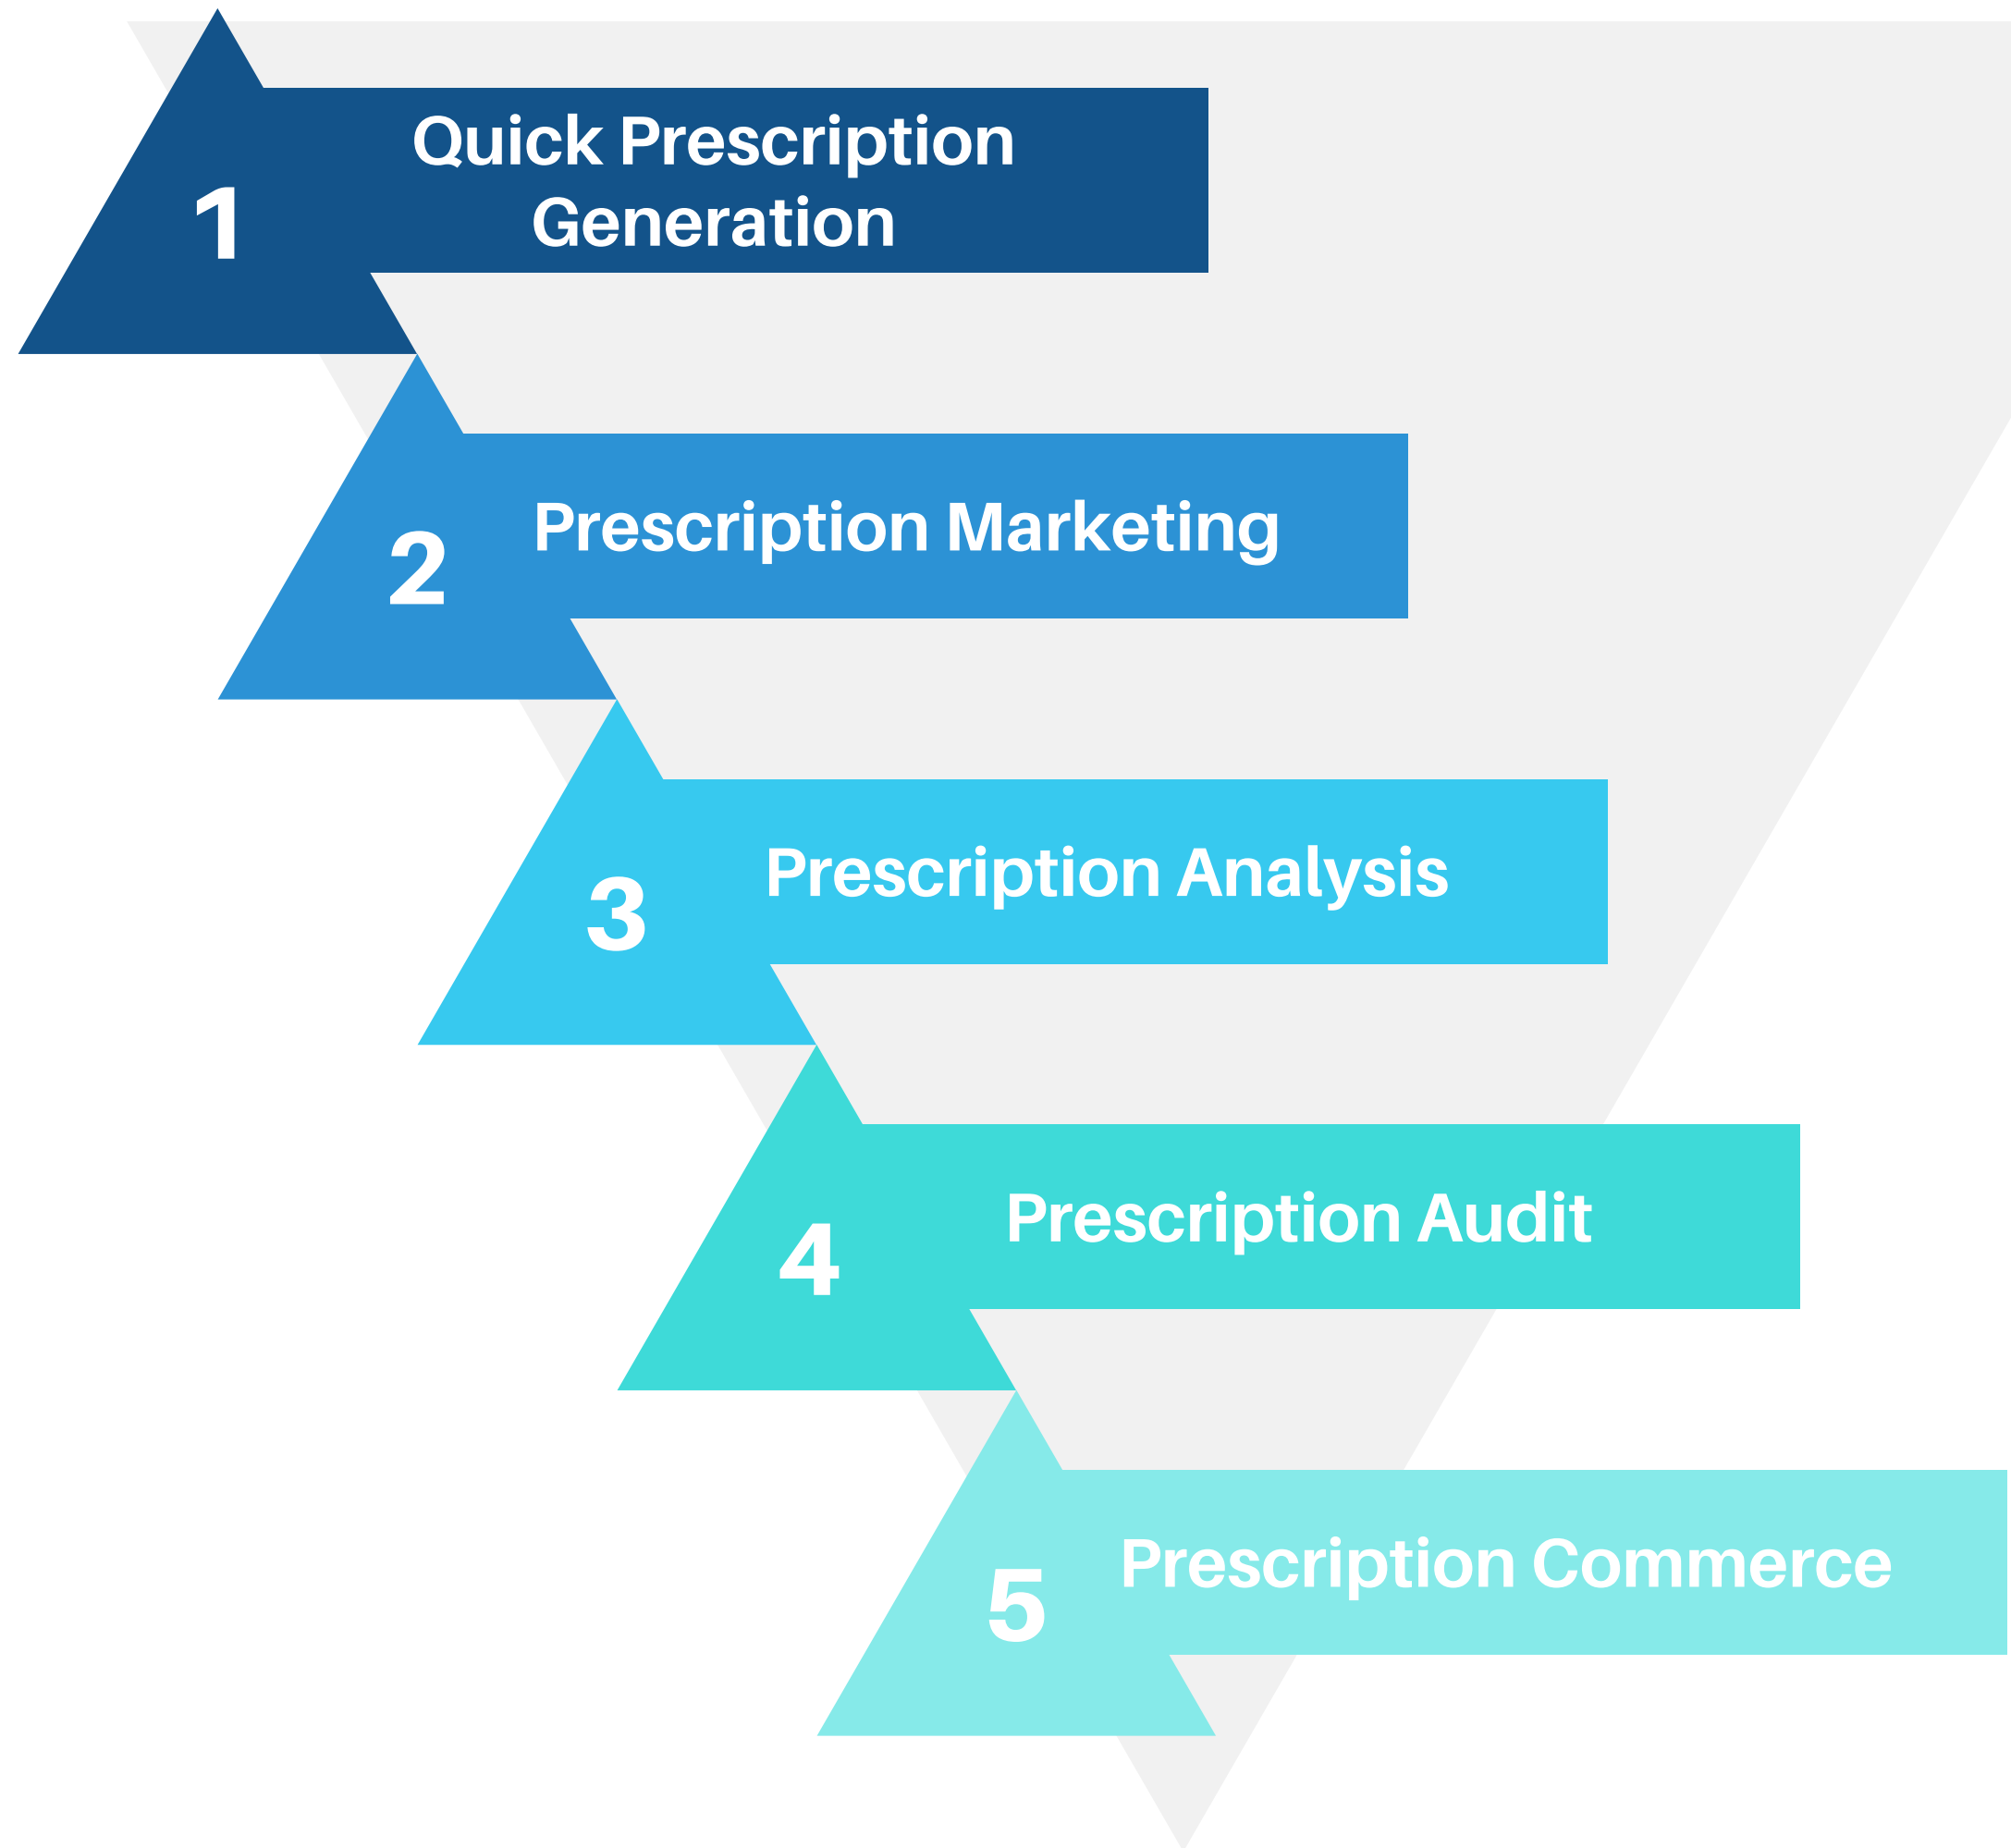 1
Quick Prescription
Generation
2
Prescription Marketing
3
Prescription Analysis
4
Prescription Audit
5
Prescription Commerce